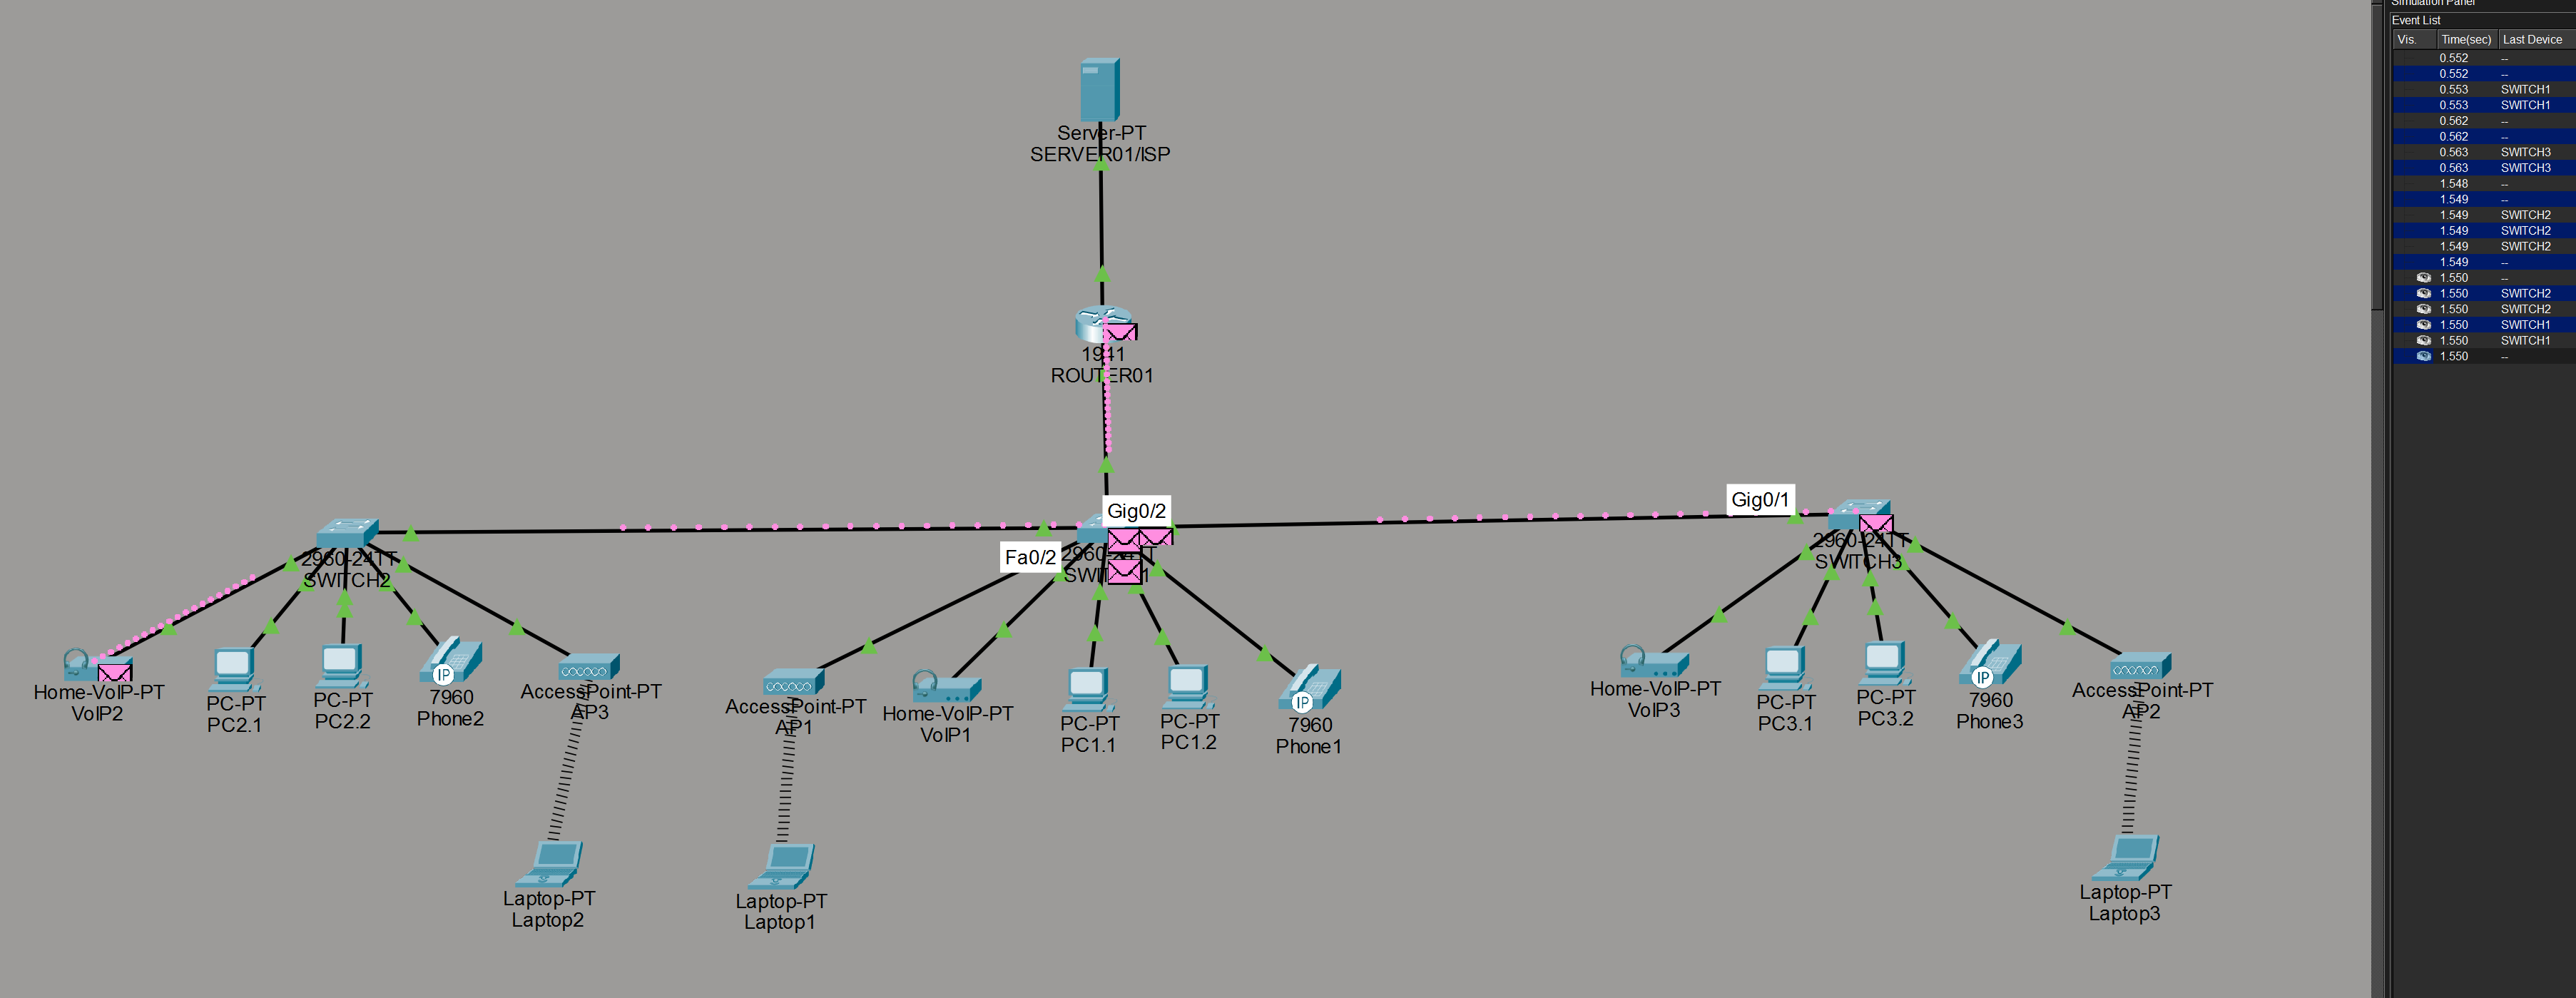 Simulation Panel
Event List
Vis. Time(sec) Last Device
0.552 --
0.552 --
0.553 SWITCH1
0.553 SWITCH1
0.562 --
0.562 --
0.563 SWITCH3
0.563 SWITCH3
1.548 --
1.549 --
1.549 SWITCH2
1.549 SWITCH2
1.549 SWITCH2
1.549 --
1.550 --
1.550 SWITCH2
1.550 SWITCH2
1.550 SWITCH1
1.550 SWITCH1
1.550 --
Server-PT
SERVER01/ISP
1941
ROUTER01
Gig0/2
Fa0/2
Gig0/1
2960-24TT
SWITCH2
2960-24TT
SWITCH3
Home-VoIP-PT
VoIP2
PC-PT
PC2.1
PC-PT
PC2.2
IP
7960
Phone2
AccessPoint-PT
AP3
AccessPoint-PT
AP1
Home-VoIP-PT
VoIP1
PC-PT
PC1.1
PC-PT
PC1.2
IP
7960
Phone1
Home-VoIP-PT
VoIP3
PC-PT
PC3.1
PC-PT
PC3.2
IP
7960
Phone3
AccessPoint-PT
AP2
Laptop-PT
Laptop2
Laptop-PT
Laptop1
Laptop-PT
Laptop3